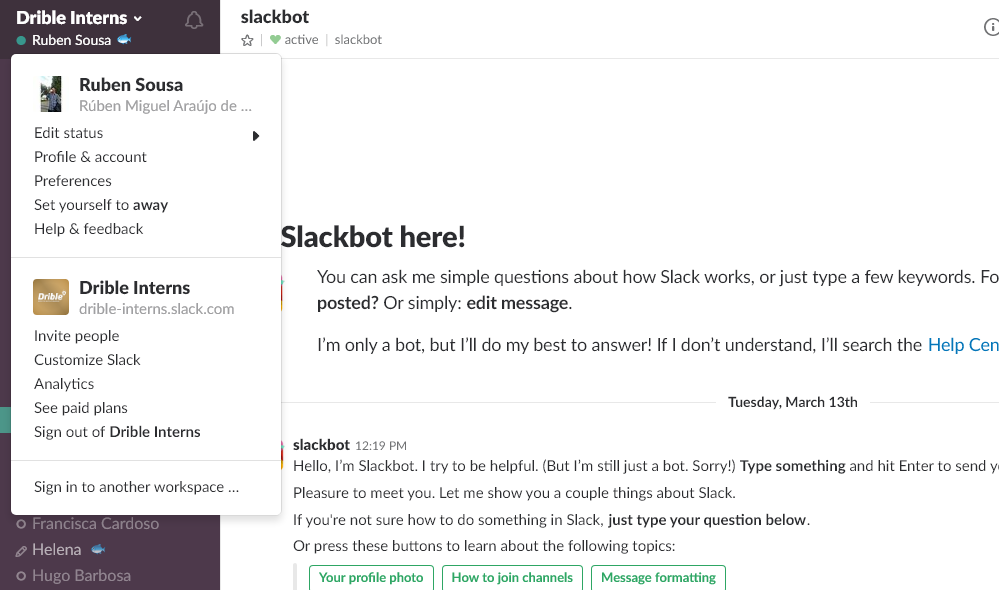 Drible Interns
Ruben Sousa
slackbot
active
slackbot
Ruben Sousa
Rúben Miguel Araújo de ...
Edit status
Profile & account
Preferences
Set yourself to away
Help & feedback
Drible
Drible Interns
drible-interns.slack.com
Invite people
Customize Slack
Analytics
See paid plans
Sign out of Drible Interns
Sign in to another workspace ...
Francisca Cardoso
Helena
Hugo Barbosa
Slackbot here!
You can ask me simple questions about how Slack works, or just type a few keywords. Fo
posted? Or simply: edit message.
I'm only a bot, but I'll do my best to answer! If I don't understand, I'll search the Help Cen
Tuesday, March 13th
slackbot 12:19 PM
Hello, I'm Slackbot. I try to be helpful. (But I'm still just a bot. Sorry!) Type something and hit Enter to send y
Pleasure to meet you. Let me show you a couple things about Slack.
If you're not sure how to do something in Slack, just type your question below.
Or press these buttons to learn about the following topics:
Your profile photo
How to join channels
Message formatting